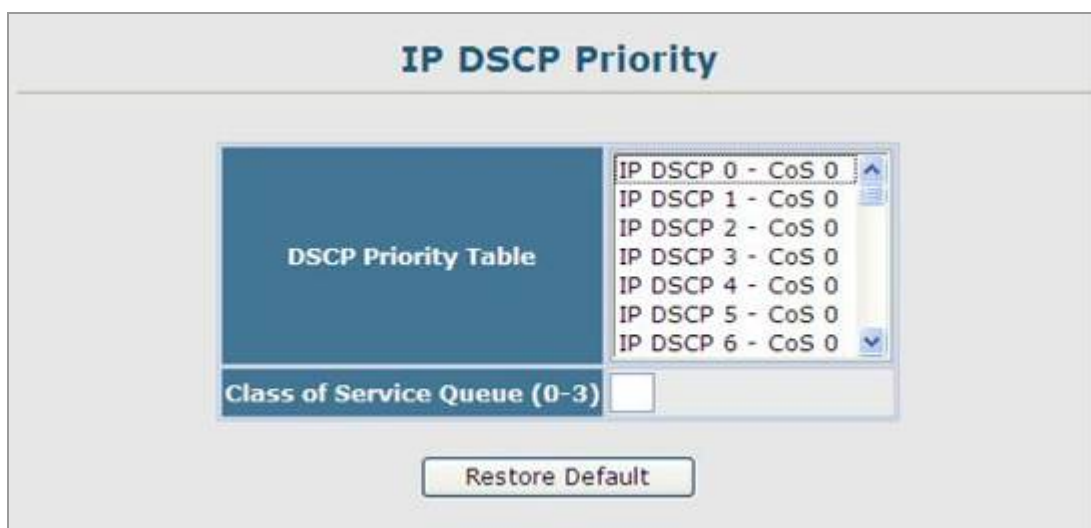 IP DSCP Priority
DSCP Priority Table
IP DSCP 0 - CoS 0
IP DSCP 1 - CoS 0
IP DSCP 2 - CoS 0
IP DSCP 3 - CoS 0
IP DSCP 4 - CoS 0
IP DSCP 5 - CoS 0
IP DSCP 6 - CoS 0
Class of Service Queue (0-3)
Restore Default